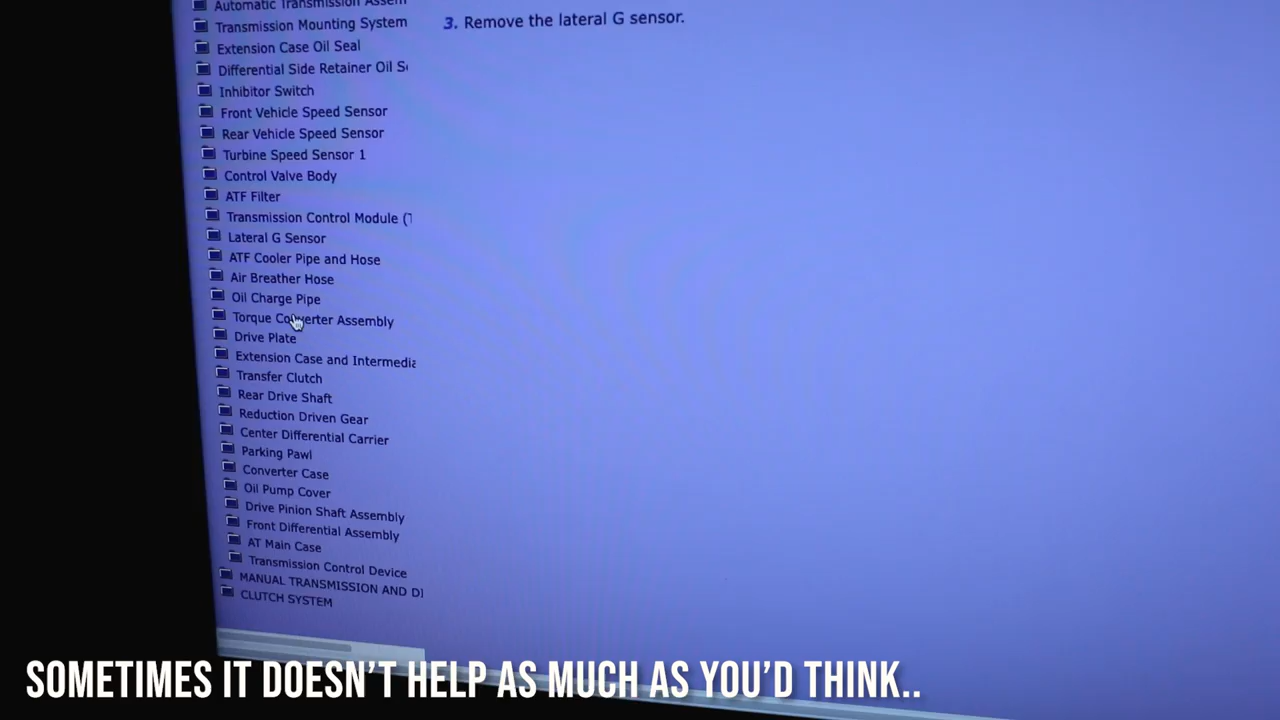 Automatic Transmission Assem
Transmission Mounting System
Extension Case Oil Seal
Differential Side Retainer Oil Se
Inhibitor Switch
Front Vehicle Speed Sensor
Rear Vehicle Speed Sensor
Turbine Speed Sensor 1
Control Valve Body
ATF Filter
Transmission Control Module (T
Lateral G Sensor
ATF Cooler Pipe and Hose
Air Breather Hose
Oil Charge Pipe
Torque Converter Assembly
Drive Plate
Extension Case and Intermedia
Transfer Clutch
Rear Drive Shaft
Reduction Driven Gear
Center Differential Carrier
Parking Pawl
Converter Case
Oil Pump Cover
Drive Pinion Shaft Assembly
Front Differential Assembly
AT Main Case
Transmission Control Device
MANUAL TRANSMISSION AND DI
CLUTCH SYSTEM
3. Remove the lateral G sensor.
SOMETIMES IT DOESN'T HELP AS MUCH AS YOU'D THINK..